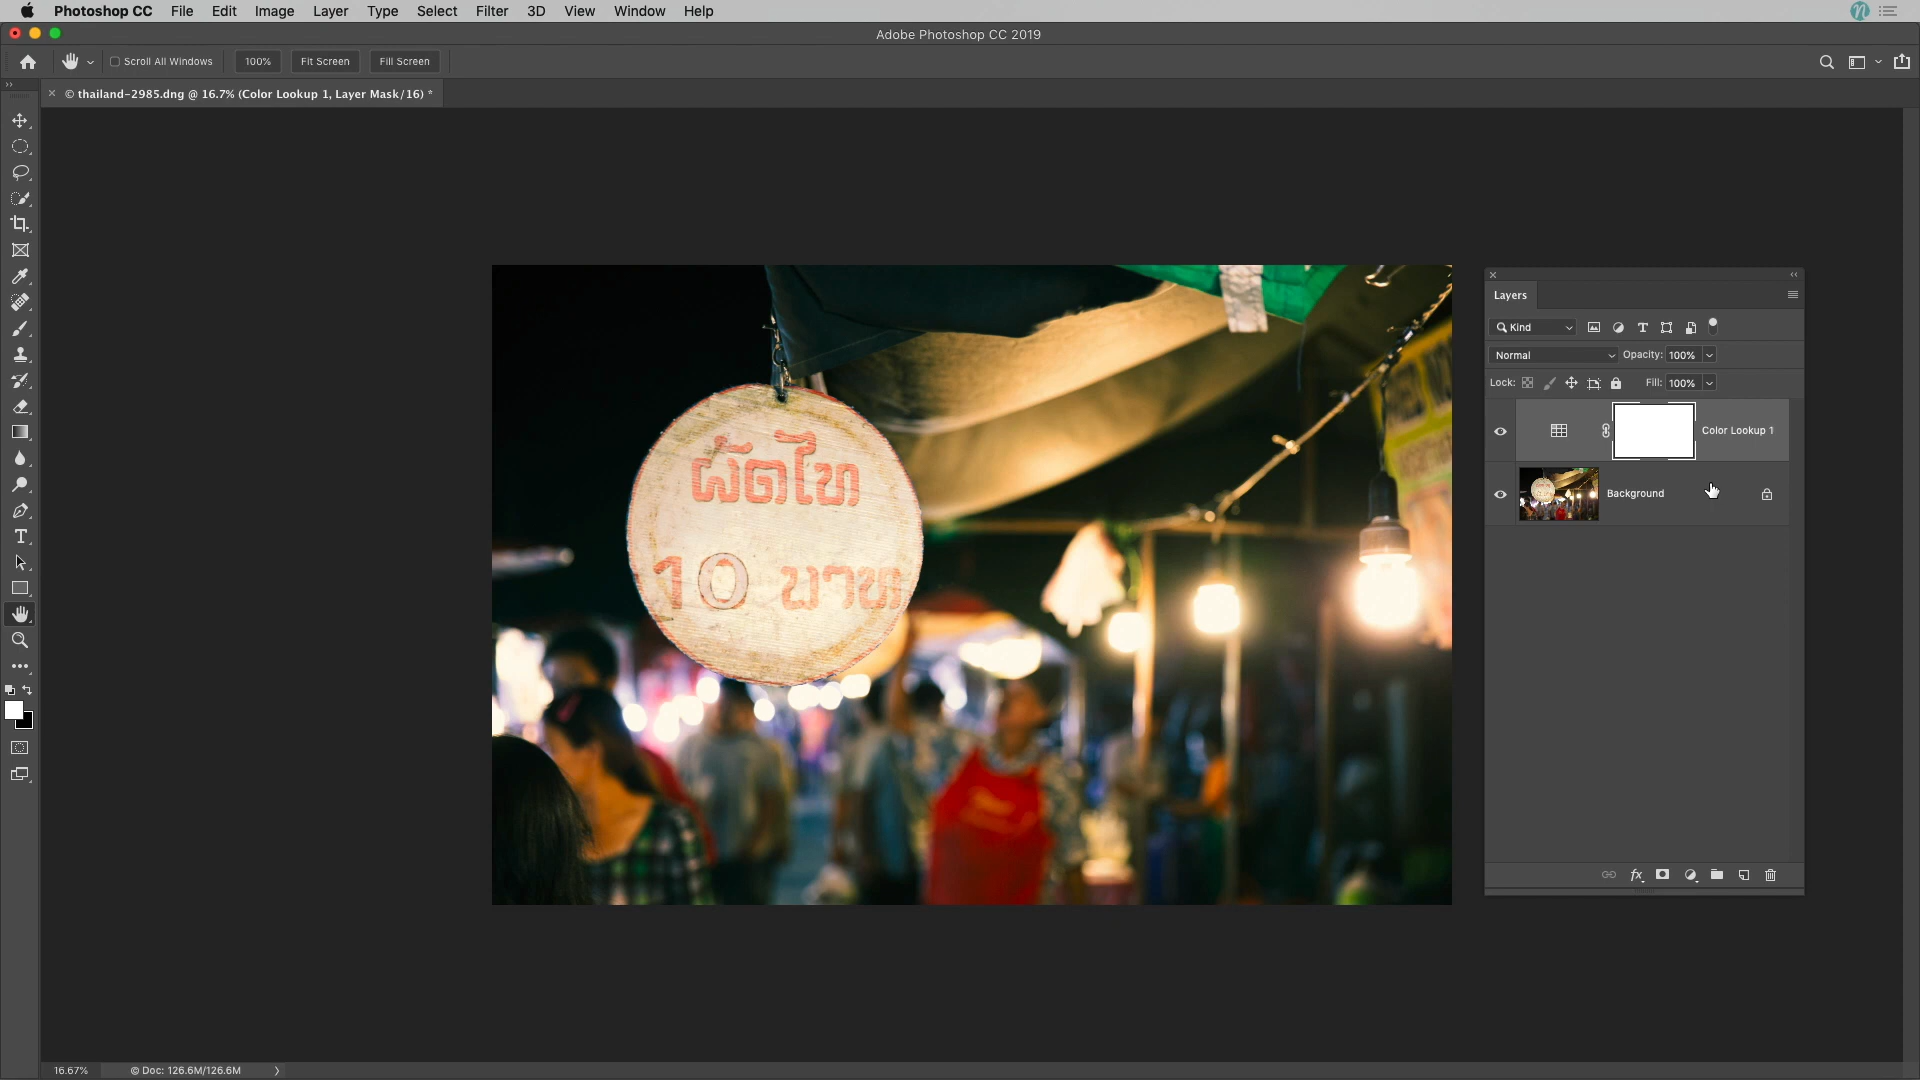 Photoshop CC File Edit Image Layer Type Select Filter 3D View Window Help
Adobe Photoshop CC 2019
Scroll All Windows 100% Fit Screen Fill Screen
© thailand-2985.dng @ 16.7% (Color Lookup 1, Layer Mask/16) *
Layers
Kind
Normal Opacity: 100%
Lock: Fill: 100%
Color Lookup 1
Background
fx
ผัดไท
10 บาท
16.67% © Doc: 126.6M/126.6M